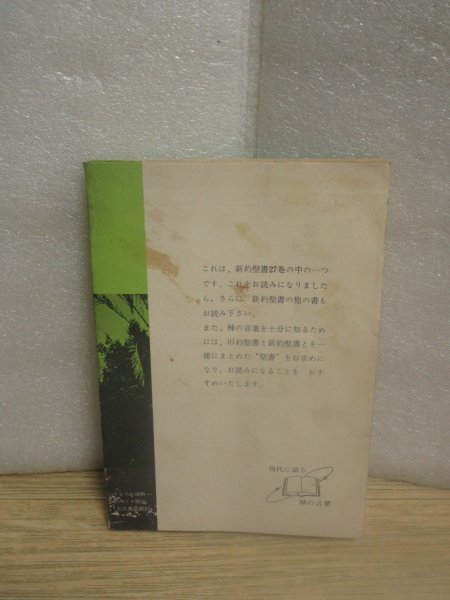 これは，新約聖書27巻の中の一つ
です。これをお読みになりました
ら，さらに 新約聖書の他の書も
お読み下さい。
また，神の言葉を十分に知るため
には，旧約聖書と新約聖書とを一
冊にまとめた“聖書”をお求めに
なり，お読みになることを おす
すめいたします。
現代に語る
神の言葉